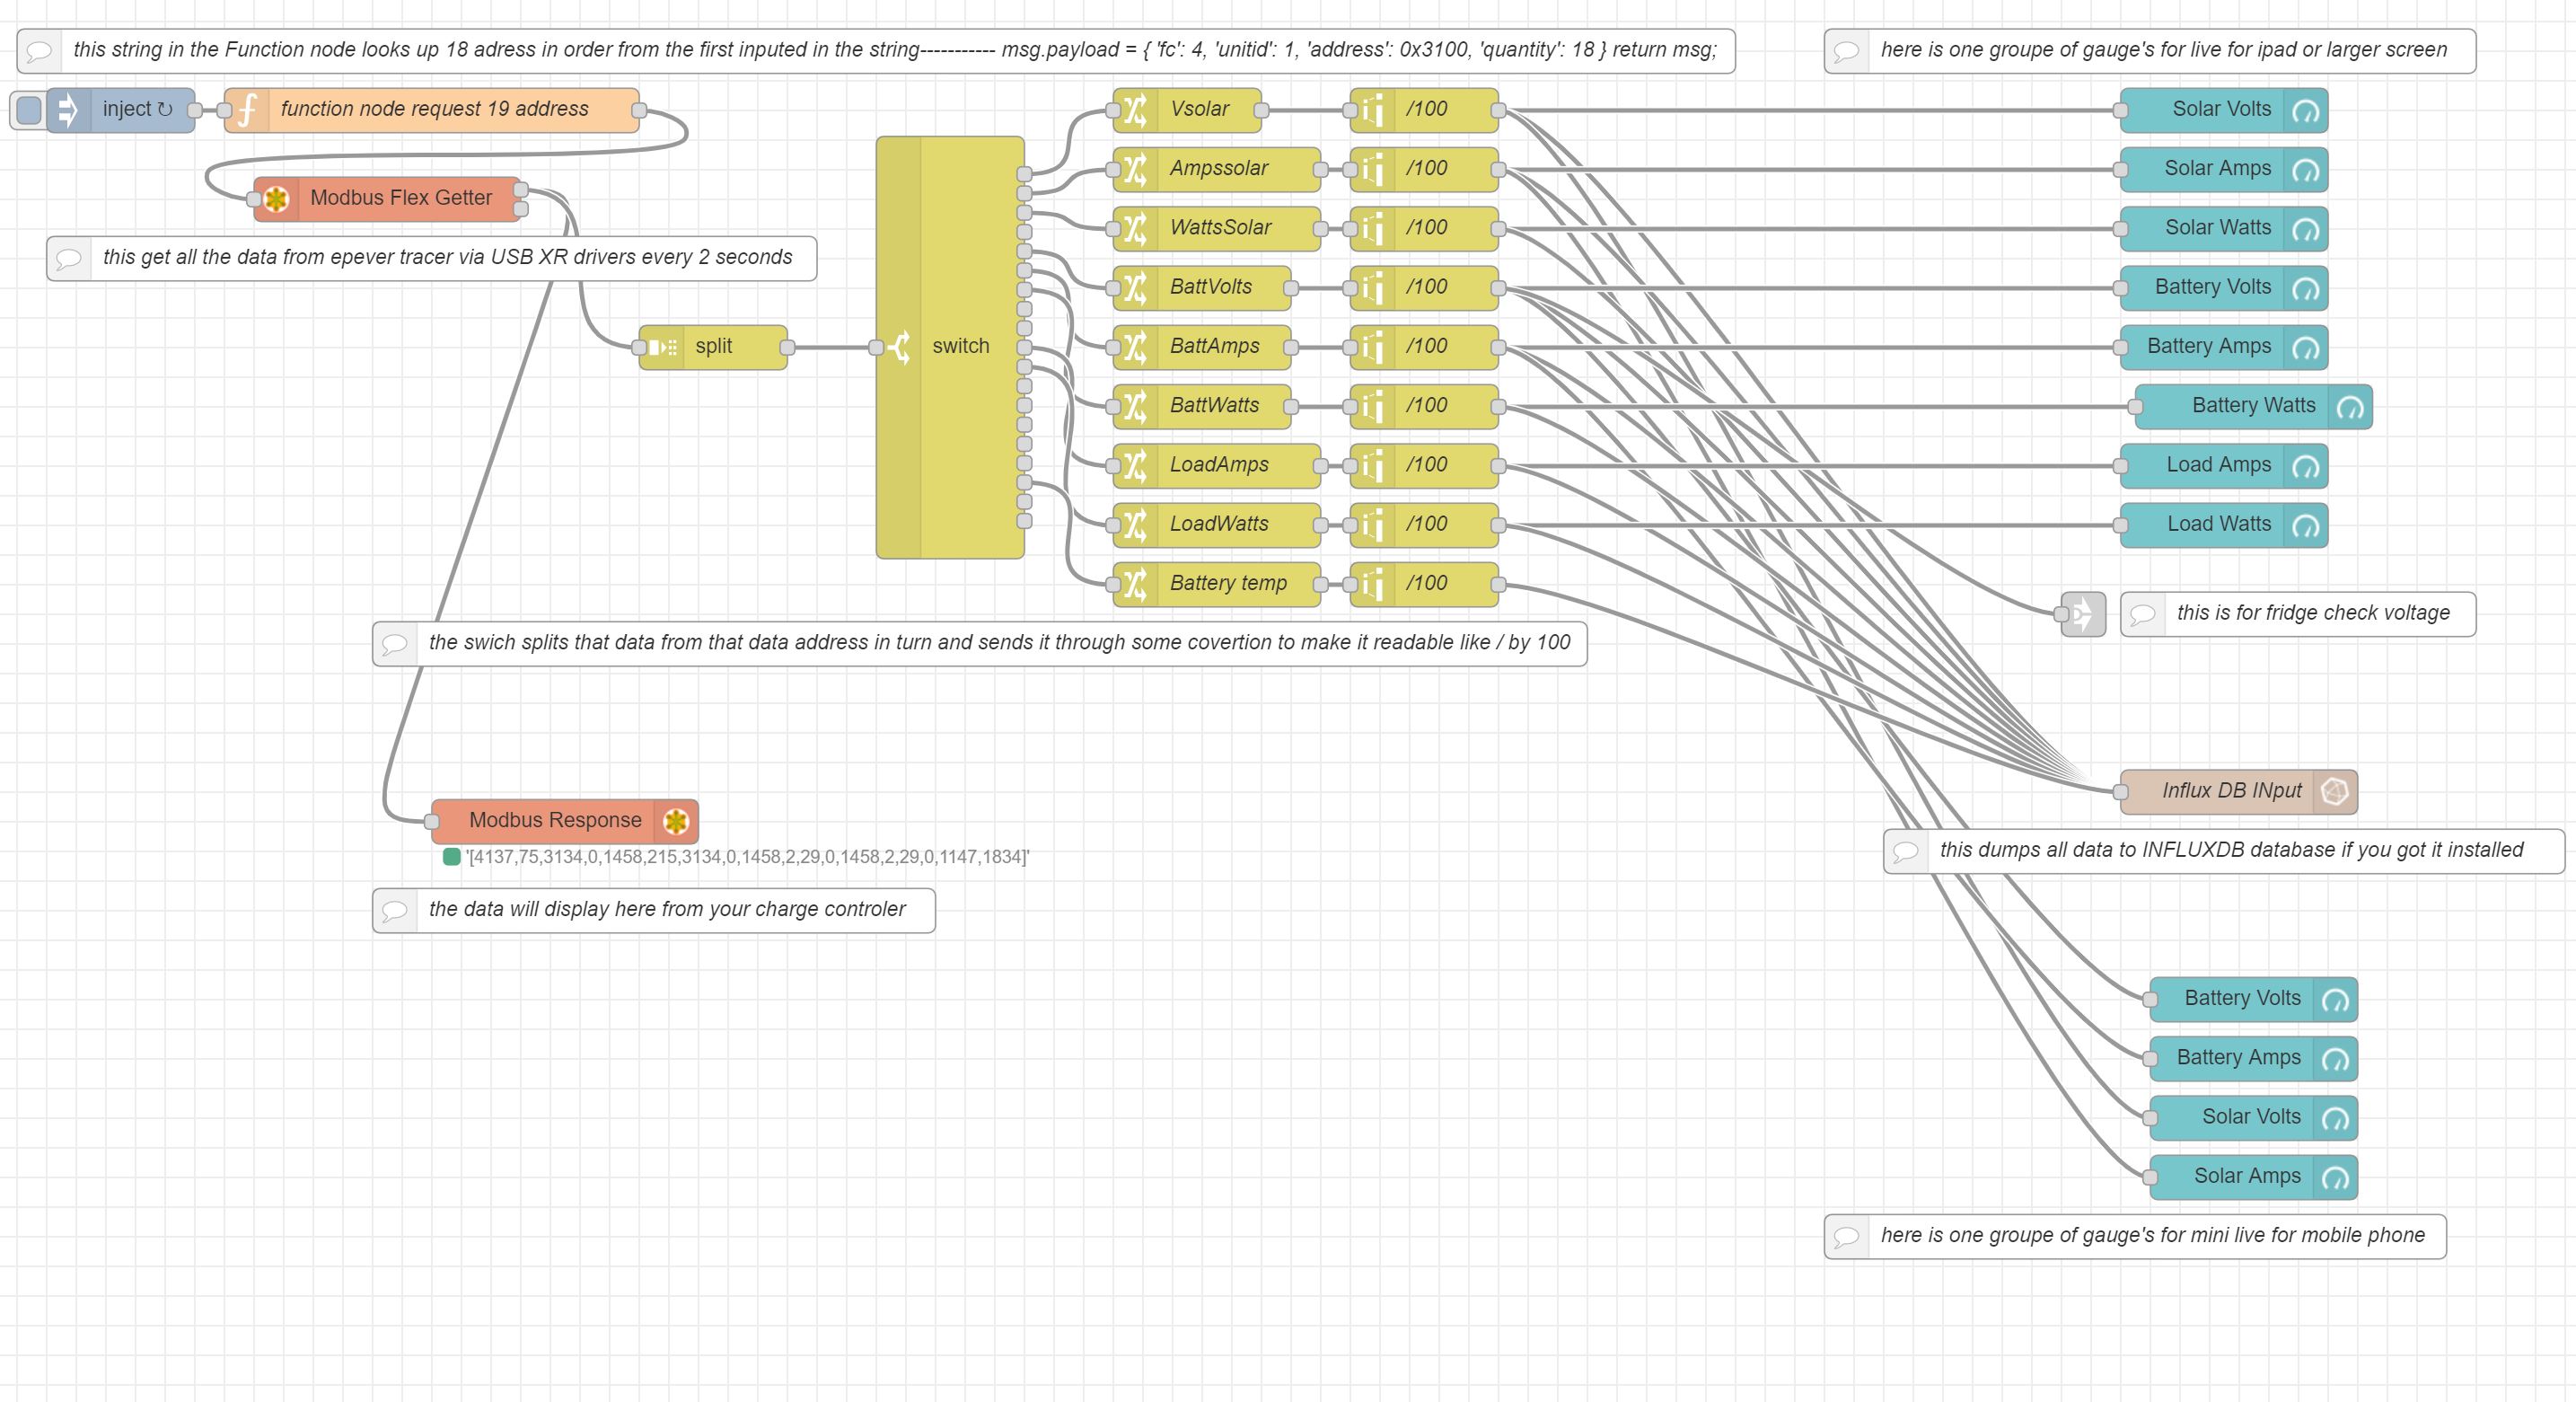 this string in the Function node looks up 18 adress in order from the first inputed in the string----------- msg.payload = { 'fc': 4, 'unitid': 1, 'address': 0x3100, 'quantity': 18 } return msg;
here is one groupe of gauge's for live for ipad or larger screen
inject ↻
function node request 19 address
Vsolar
/100
Solar Volts
Ampssolar
/100
Solar Amps
Modbus Flex Getter
WattsSolar
/100
Solar Watts
this get all the data from epever tracer via USB XR drivers every 2 seconds
BattVolts
/100
Battery Volts
split
switch
BattAmps
/100
Battery Amps
BattWatts
/100
Battery Watts
LoadAmps
/100
Load Amps
LoadWatts
/100
Load Watts
Battery temp
/100
this is for fridge check voltage
the swich splits that data from that data address in turn and sends it through some covertion to make it readable like / by 100
Influx DB INput
Modbus Response
'[4137,75,3134,0,1458,215,3134,0,1458,2,29,0,1458,2,29,0,1147,1834]'
this dumps all data to INFLUXDB database if you got it installed
the data will display here from your charge controler
Battery Volts
Battery Amps
Solar Volts
Solar Amps
here is one groupe of gauge's for mini live for mobile phone